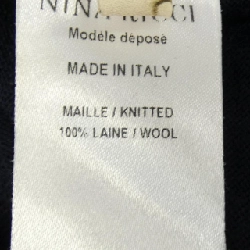 NINA RICCI
Modèle déposé
MADE IN ITALY
MAILLE / KNITTED
100% LAINE / WOOL